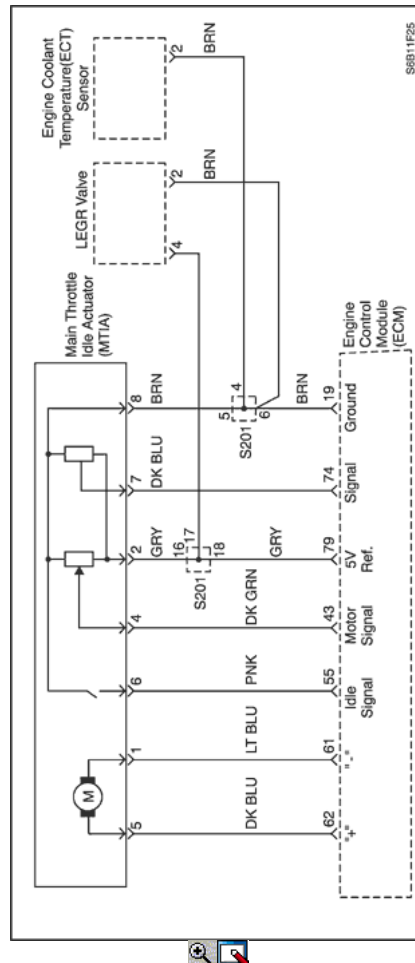 Engine Coolant
Temperature(ECT)
Sensor
2
BRN
LEGR Valve
4
2
BRN
Main Throttle
Idle Actuator
(MTIA)
M
5
1
6
4
2
7
8
DK BLU
LT BLU
PNK
DK GRN
GRY
DK BLU
BRN
16
17
18
S201
5
4
6
S201
GRY
BRN
62
61
55
43
79
74
19
"+"
"-"
Idle
Signal
Motor
Signal
5V
Ref.
Signal
Ground
Engine
Control
Module
(ECM)
S6B11F25